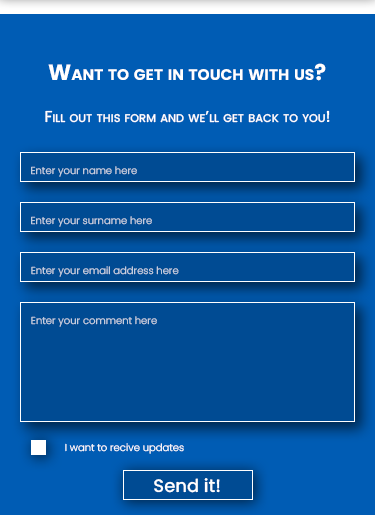 Want to get in touch with us?
Fill out this form and we'll get back to you!
Enter your name here
Enter your surname here
Enter your email address here
Enter your comment here
I want to recive updates
Send it!